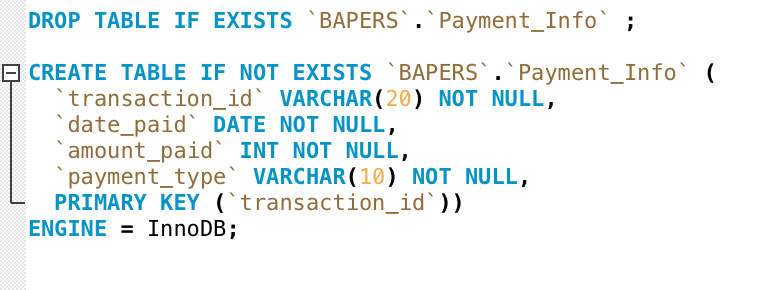 DROP TABLE IF EXISTS `BAPERS`.`Payment_Info` ;
CREATE TABLE IF NOT EXISTS `BAPERS`.`Payment_Info` (
`transaction_id` VARCHAR(20) NOT NULL,
`date_paid` DATE NOT NULL,
`amount_paid` INT NOT NULL,
`payment_type` VARCHAR(10) NOT NULL,
PRIMARY KEY (`transaction_id`))
ENGINE = InnoDB;